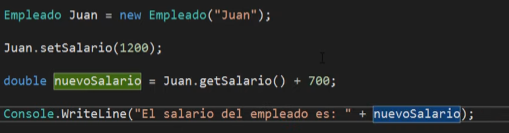 Empleado Juan = new Empleado("Juan");
Juan.setSalario(1200);
double nuevoSalario = Juan.getSalario() + 700;
Console.WriteLine("El salario del empleado es: " + nuevoSalario);